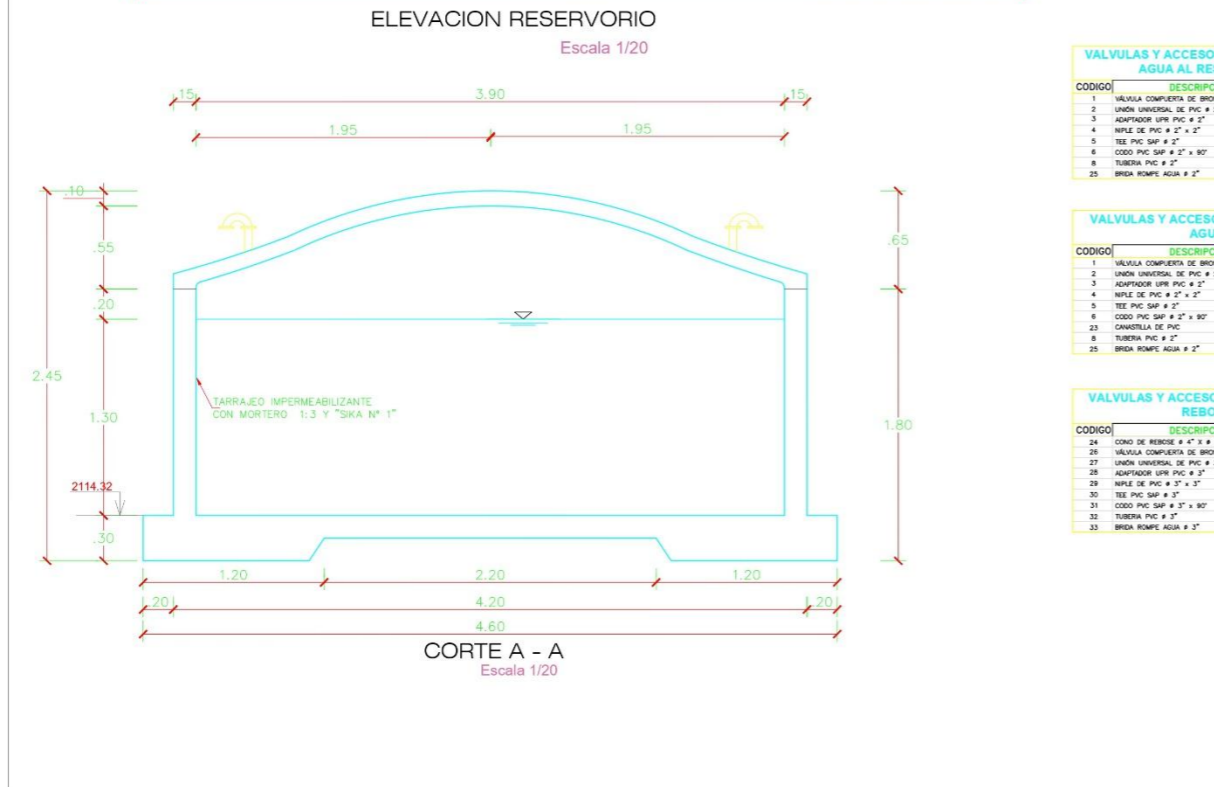 ELEVACION RESERVORIO
Escala 1/20
.15
3.90
.15
1.95
1.95
.10
.55
.65
.20
2.45
TARRAJEO IMPERMEABILIZANTE
CON MORTERO 1:3 Y "SIKA Nº 1"
1.30
1.80
2114.32
.30
1.20
2.20
1.20
.20
4.20
.20
4.60
CORTE A - A
Escala 1/20
VALVULAS Y ACCESO
AGUA AL RE
CODIGO DESCRIPC
1 VÁLVULA COMPUERTA DE BRO
2 UNIÓN UNIVERSAL DE PVC ø
3 ADAPTADOR UPR PVC ø 2"
4 NIPLE DE PVC ø 2" x 2"
5 TEE PVC SAP ø 2"
6 CODO PVC SAP ø 2" x 90°
8 TUBERIA PVC ø 2"
25 BRIDA ROMPE AGUA ø 2"
VALVULAS Y ACCES
AGU
CODIGO DESCRIPC
1 VÁLVULA COMPUERTA DE BRO
2 UNIÓN UNIVERSAL DE PVC ø
3 ADAPTADOR UPR PVC ø 2"
4 NIPLE DE PVC ø 2" x 2"
5 TEE PVC SAP ø 2"
6 CODO PVC SAP ø 2" x 90°
23 CANASTILLA DE PVC
8 TUBERIA PVC ø 2"
25 BRIDA ROMPE AGUA ø 2"
VALVULAS Y ACCESO
REBO
CODIGO DESCRIPC
24 CONO DE REBOSE ø 4" X ø
26 VÁLVULA COMPUERTA DE BRO
27 UNIÓN UNIVERSAL DE PVC ø
28 ADAPTADOR UPR PVC ø 3"
29 NIPLE DE PVC ø 3" x 3"
30 TEE PVC SAP ø 3"
31 CODO PVC SAP ø 3" x 90°
32 TUBERIA PVC ø 3"
33 BRIDA ROMPE AGUA ø 3"